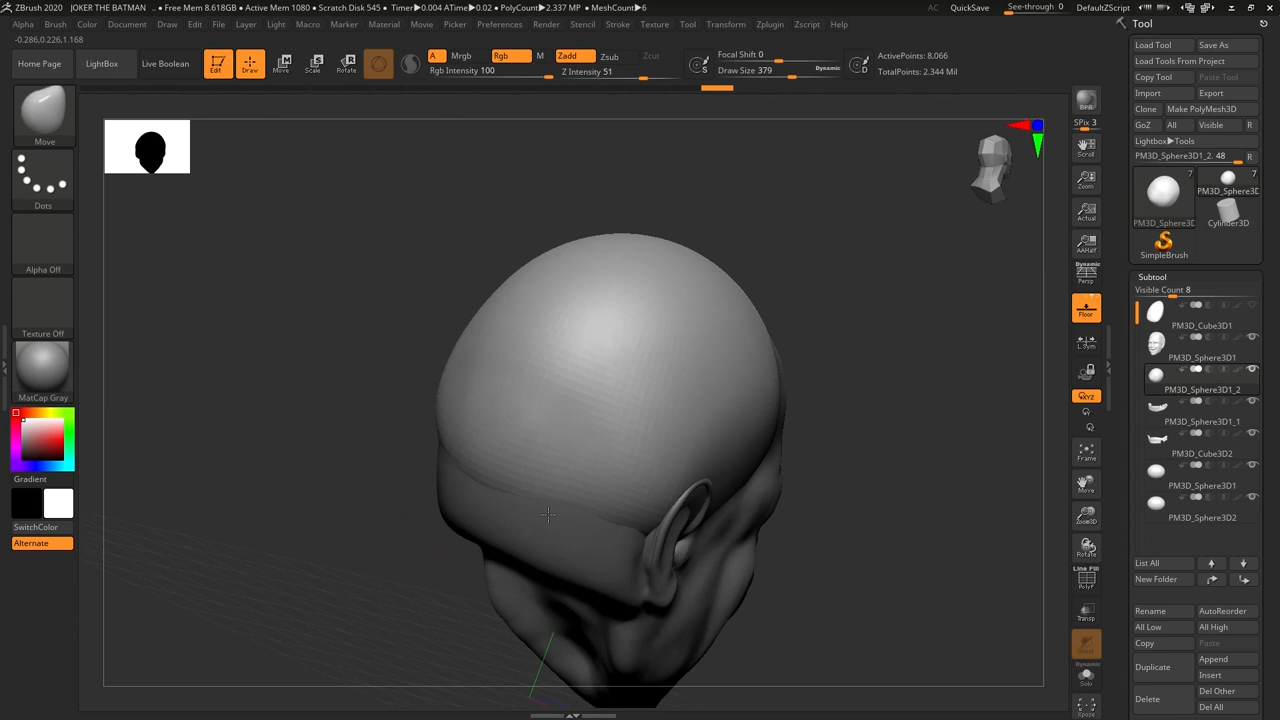 ZBrush 2020 JOKER THE BATMAN .. • Free Mem 8.618GB • Active Mem 1080 • Scratch Disk 545 • Timer▶0.004 ATime▶0.02 • PolyCount▶2.337 MP • MeshCount▶6 AC QuickSave See-through 0 Menus DefaultZScript
Alpha Brush Color Document Draw Edit File Layer Light Macro Marker Material Movie Picker Preferences Render Stencil Stroke Texture Tool Transform Zplugin Zscript Help
-0.286,0.226,1.168
Home Page LightBox Live Boolean Edit Draw Move Scale Rotate
A Mrgb Rgb M Zadd Zsub Zcut
Rgb Intensity 100 Z Intensity 51
S Focal Shift 0
Draw Size 379 Dynamic
D ActivePoints: 8.066
TotalPoints: 2.344 Mil
Move
Dots
Alpha Off
Texture Off
MatCap Gray
Gradient
SwitchColor
Alternate
BPR
SPix 3
Scroll
Zoom
Actual
AAHalf
Dynamic
Persp
Floor
L.Sym
XYZ
Frame
Move
Zoom3D
Rotate
Line Fill
PolyF
Transp
Dynamic
Solo
Xpose
Tool
Load Tool Save As
Load Tools From Project
Copy Tool Paste Tool
Import Export
Clone Make PolyMesh3D
GoZ All Visible R
Lightbox▶Tools
PM3D_Sphere3D1_2. 48 R
7 7
PM3D_Sphere3D PM3D_Sphere3D
Cylinder3D
SimpleBrush
Subtool
Visible Count 8
PM3D_Cube3D1
PM3D_Sphere3D1
PM3D_Sphere3D1_2
PM3D_Sphere3D1_1
PM3D_Cube3D2
PM3D_Sphere3D1
PM3D_Sphere3D2
List All
New Folder
Rename AutoReorder
All Low All High
Copy Paste
Duplicate Append
Insert
Delete Del Other
Del All